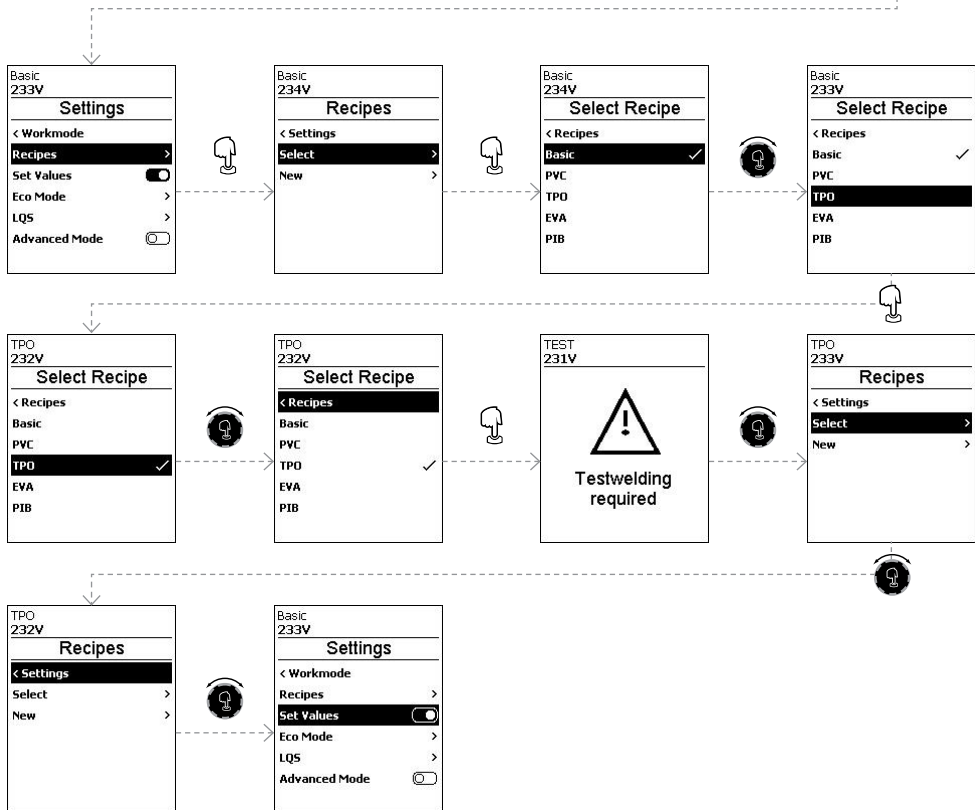 Basic
233V
Settings
< Workmode
Recipes >
Set Values
Eco Mode >
LQS >
Advanced Mode
Basic
234V
Recipes
< Settings
Select >
New >
Basic
234V
Select Recipe
< Recipes
Basic ✓
PVC
TPO
EVA
PIB
Basic
233V
Select Recipe
< Recipes
Basic ✓
PVC
TPO
EVA
PIB
TPO
232V
Select Recipe
< Recipes
Basic
PVC
TPO ✓
EVA
PIB
TPO
232V
Select Recipe
< Recipes
Basic
PVC
TPO ✓
EVA
PIB
TEST
231V
!
Testwelding
required
TPO
233V
Recipes
< Settings
Select >
New >
TPO
232V
Recipes
< Settings
Select >
New >
Basic
233V
Settings
< Workmode
Recipes >
Set Values
Eco Mode >
LQS >
Advanced Mode